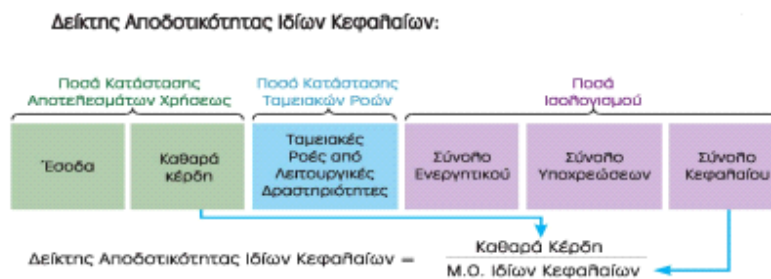 Δείκτης Αποδοτικότητας Ιδίων Κεφαλαίων:
Ποσά Κατάστασης
Αποτελεσμάτων Χρήσεως
Ποσά Κατάστασης
Ταμειακών Ροών
Ποσά
Ισολογισμού
Έσοδα
Καθαρά
κέρδη
Ταμειακές
Ροές από
Λειτουργικές
Δραστηριότητες
Σύνολο
Ενεργητικού
Σύνολο
Υποχρεώσεων
Σύνολο
Κεφαλαίου
Δείκτης Αποδοτικότητας Ιδίων Κεφαλαίων =
Καθαρά Κέρδη
Μ.Ο. Ιδίων Κεφαλαίων